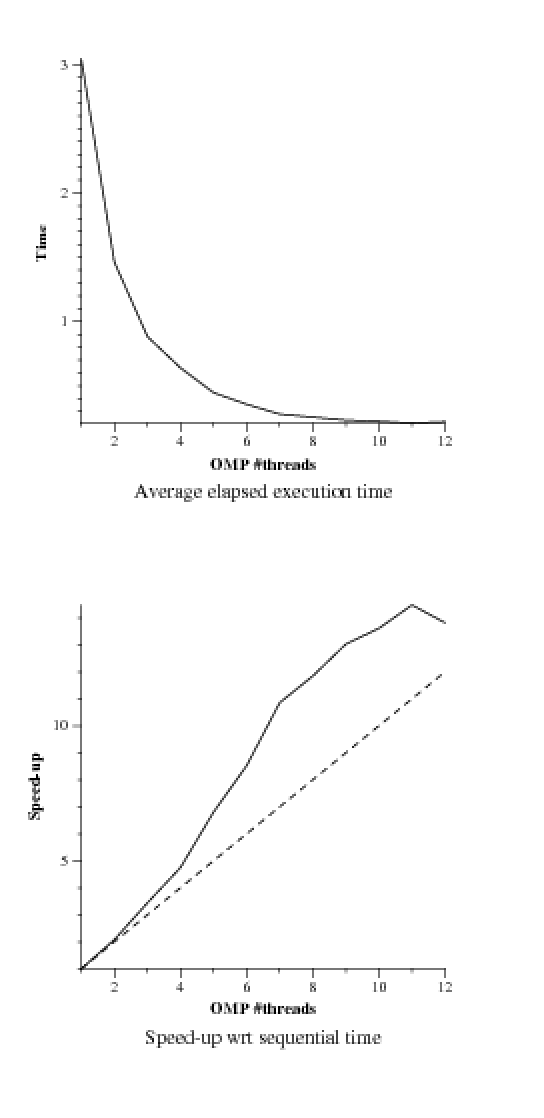 3
2
Time
1
2 4 6 8 10 12
OMP #threads
Average elapsed execution time
10
Speed-up
5
2 4 6 8 10 12
OMP #threads
Speed-up wrt sequential time